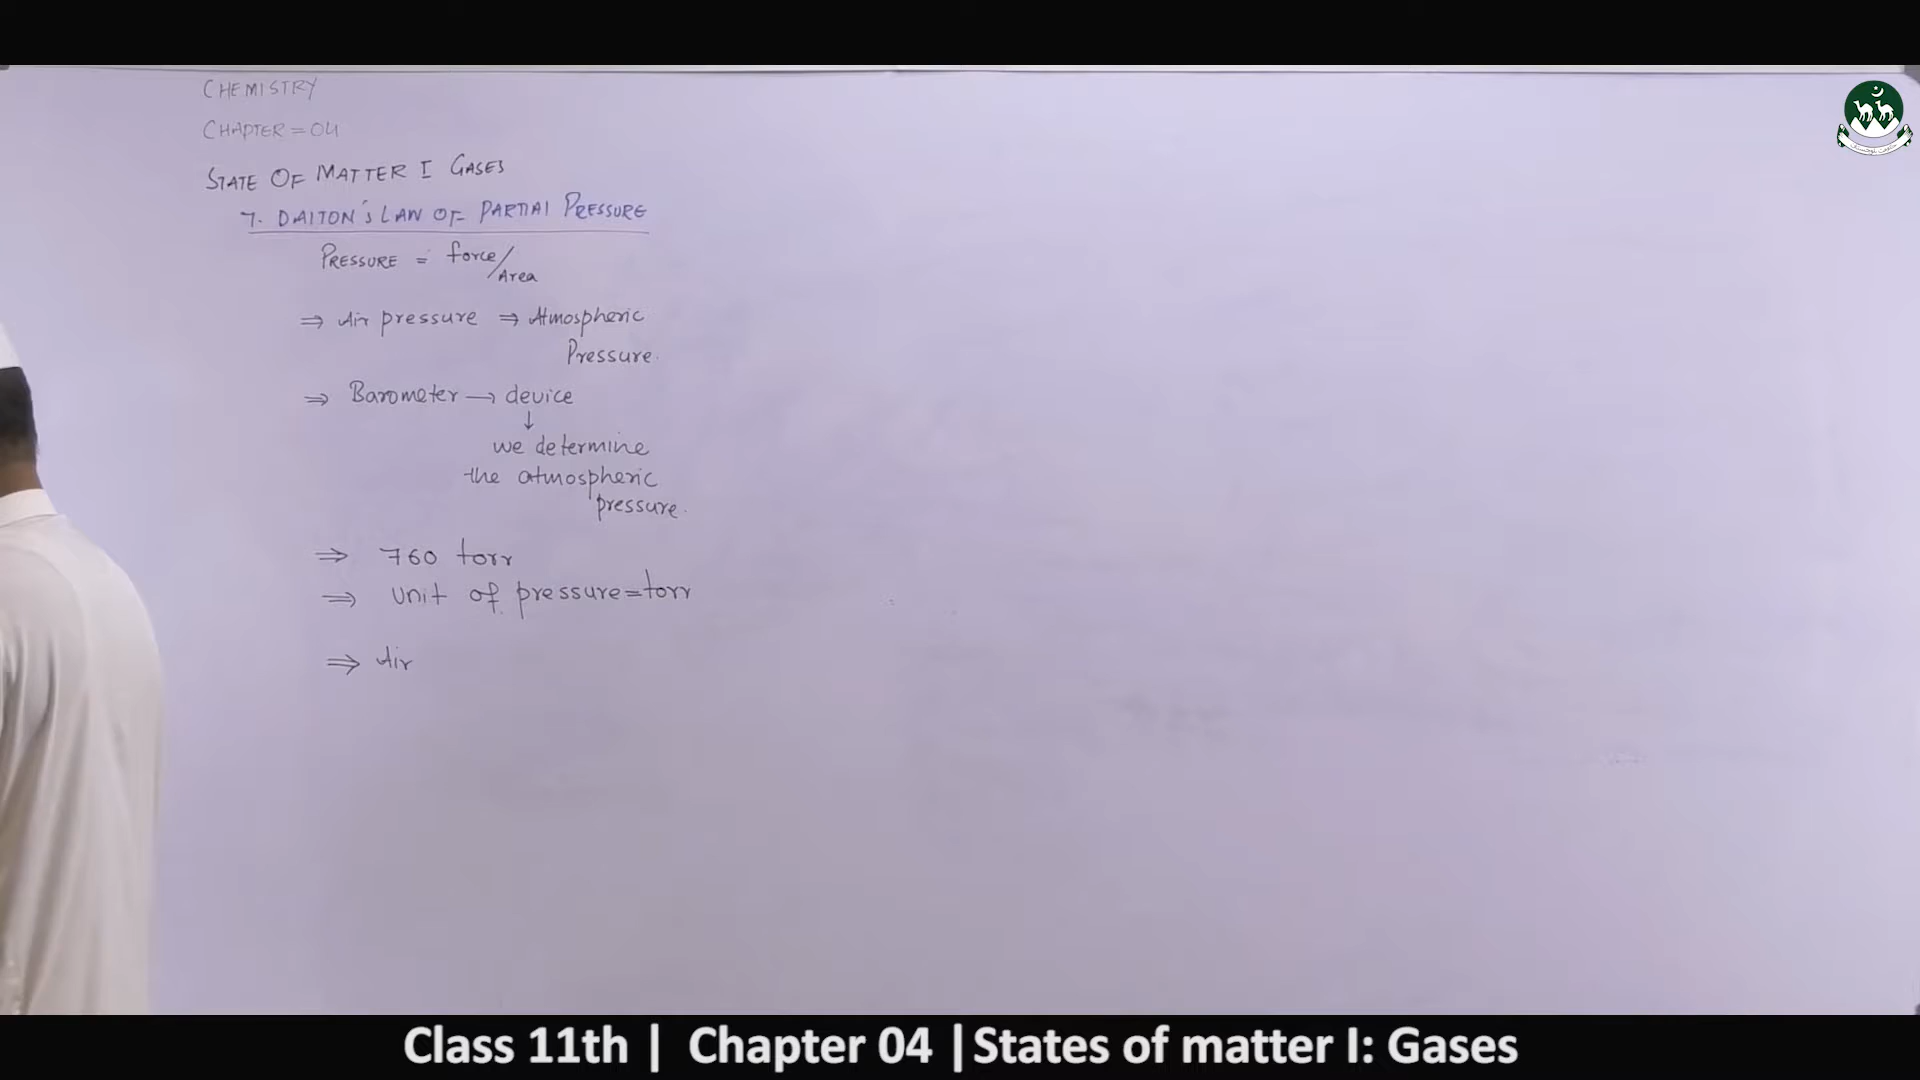 CHEMISTRY
CHAPTER = 04
STATE OF MATTER I GASES
7. DALTON'S LAW OF PARTIAL PRESSURE
PRESSURE = force/Area
⇒ Air pressure ⇒ Atmospheric
Pressure.
⇒ Barometer → device
↓
we determine
the atmospheric
pressure.
⇒ 760 torr
⇒ unit of pressure=torr
⇒ Air
Class 11th | Chapter 04 |States of matter I: Gases